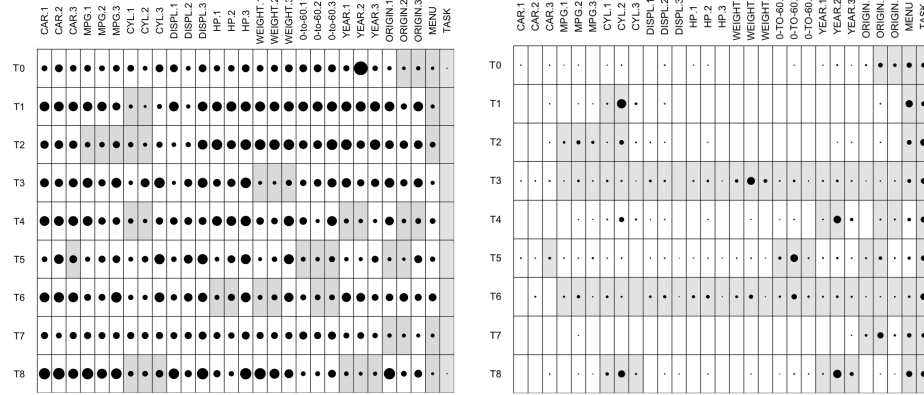 CAR.1 CAR.2 CAR.3 MPG.1 MPG.2 MPG.3 CYL.1 CYL.2 CYL.3 DISPL.1 DISPL.2 DISPL.3 HP.1 HP.2 HP.3 WEIGHT.1 WEIGHT.2 WEIGHT.3 0-to-60.1 0-to-60.2 0-to-60.3 YEAR.1 YEAR.2 YEAR.3 ORIGIN.1 ORIGIN.2 ORIGIN.3 MENU TASK
T0
T1
T2
T3
T4
T5
T6
T7
T8
CAR.1 CAR.2 CAR.3 MPG.1 MPG.2 MPG.3 CYL.1 CYL.2 CYL.3 DISPL.1 DISPL.2 DISPL.3 HP.1 HP.2 HP.3 WEIGHT WEIGHT WEIGHT 0-TO-60. 0-TO-60. 0-TO-60. YEAR.1 YEAR.2 YEAR.3 ORIGIN. ORIGIN. ORIGIN. MENU TASK
T0
T1
T2
T3
T4
T5
T6
T7
T8